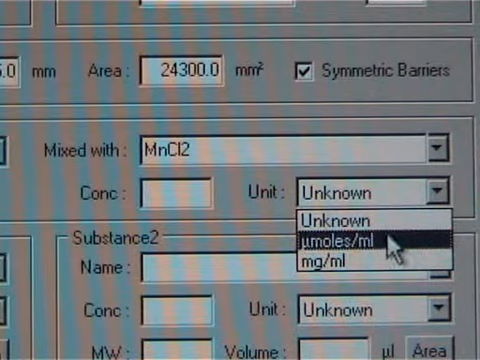 5.0 mm Area : 24300.0 mm² Symmetric Barriers
Mixed with : MnCl2
Conc : Unit : Unknown
Unknown
µmoles/ml
mg/ml
Substance2
Name :
Conc : Unit : Unknown
MW : Volume : µl Area